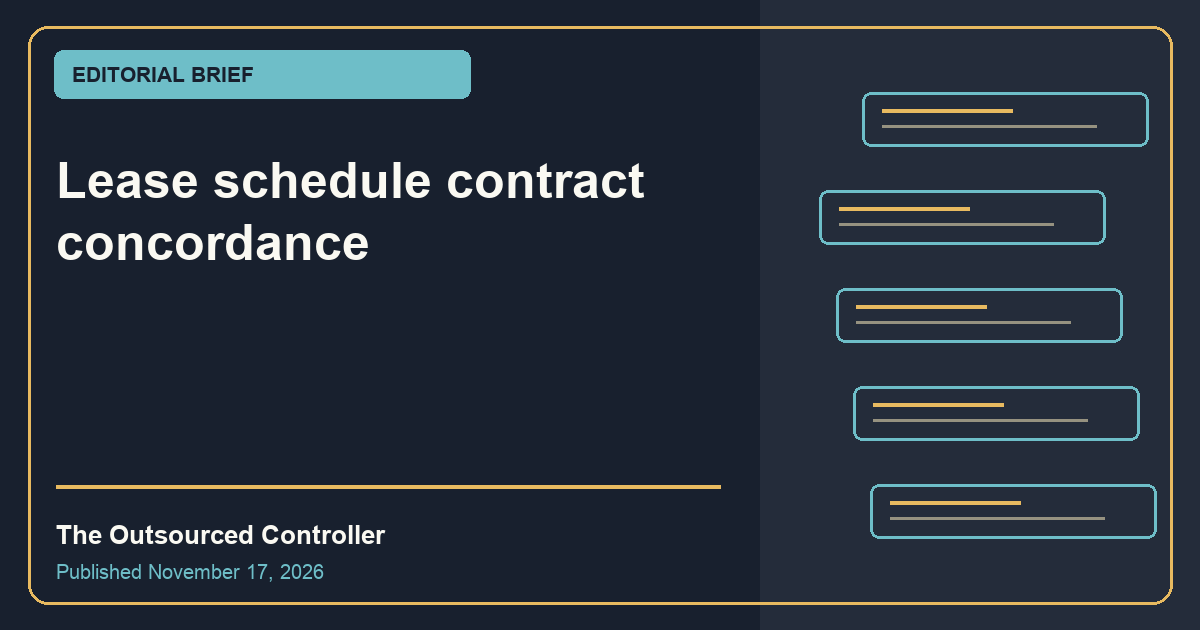 EDITORIAL BRIEF
Lease schedule contract
concordance
The Outsourced Controller
Published November 17, 2026